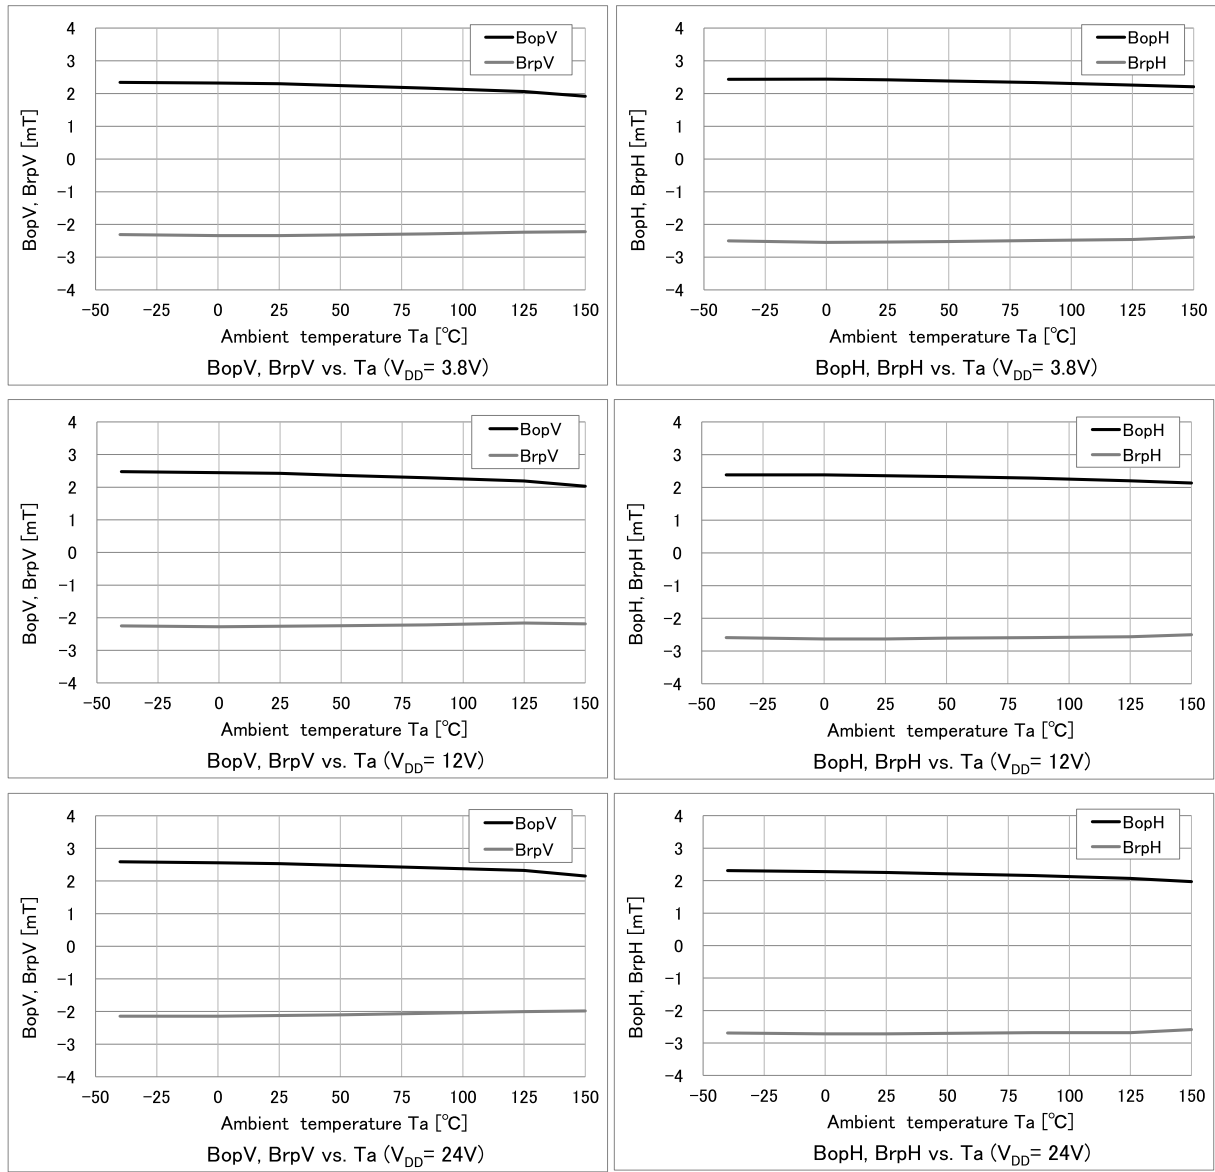 4
3
2
1
0
−1
−2
−3
−4
BopV, BrpV [mT]
BopV
BrpV
−50 −25 0 25 50 75 100 125 150
Ambient temperature Ta [℃]
BopV, BrpV vs. Ta (VDD= 3.8V)
4
3
2
1
0
−1
−2
−3
−4
BopH, BrpH [mT]
BopH
BrpH
−50 −25 0 25 50 75 100 125 150
Ambient temperature Ta [℃]
BopH, BrpH vs. Ta (VDD= 3.8V)
4
3
2
1
0
−1
−2
−3
−4
BopV, BrpV [mT]
BopV
BrpV
−50 −25 0 25 50 75 100 125 150
Ambient temperature Ta [℃]
BopV, BrpV vs. Ta (VDD= 12V)
4
3
2
1
0
−1
−2
−3
−4
BopH, BrpH [mT]
BopH
BrpH
−50 −25 0 25 50 75 100 125 150
Ambient temperature Ta [℃]
BopH, BrpH vs. Ta (VDD= 12V)
4
3
2
1
0
−1
−2
−3
−4
BopV, BrpV [mT]
BopV
BrpV
−50 −25 0 25 50 75 100 125 150
Ambient temperature Ta [℃]
BopV, BrpV vs. Ta (VDD= 24V)
4
3
2
1
0
−1
−2
−3
−4
BopH, BrpH [mT]
BopH
BrpH
−50 −25 0 25 50 75 100 125 150
Ambient temperature Ta [℃]
BopH, BrpH vs. Ta (VDD= 24V)